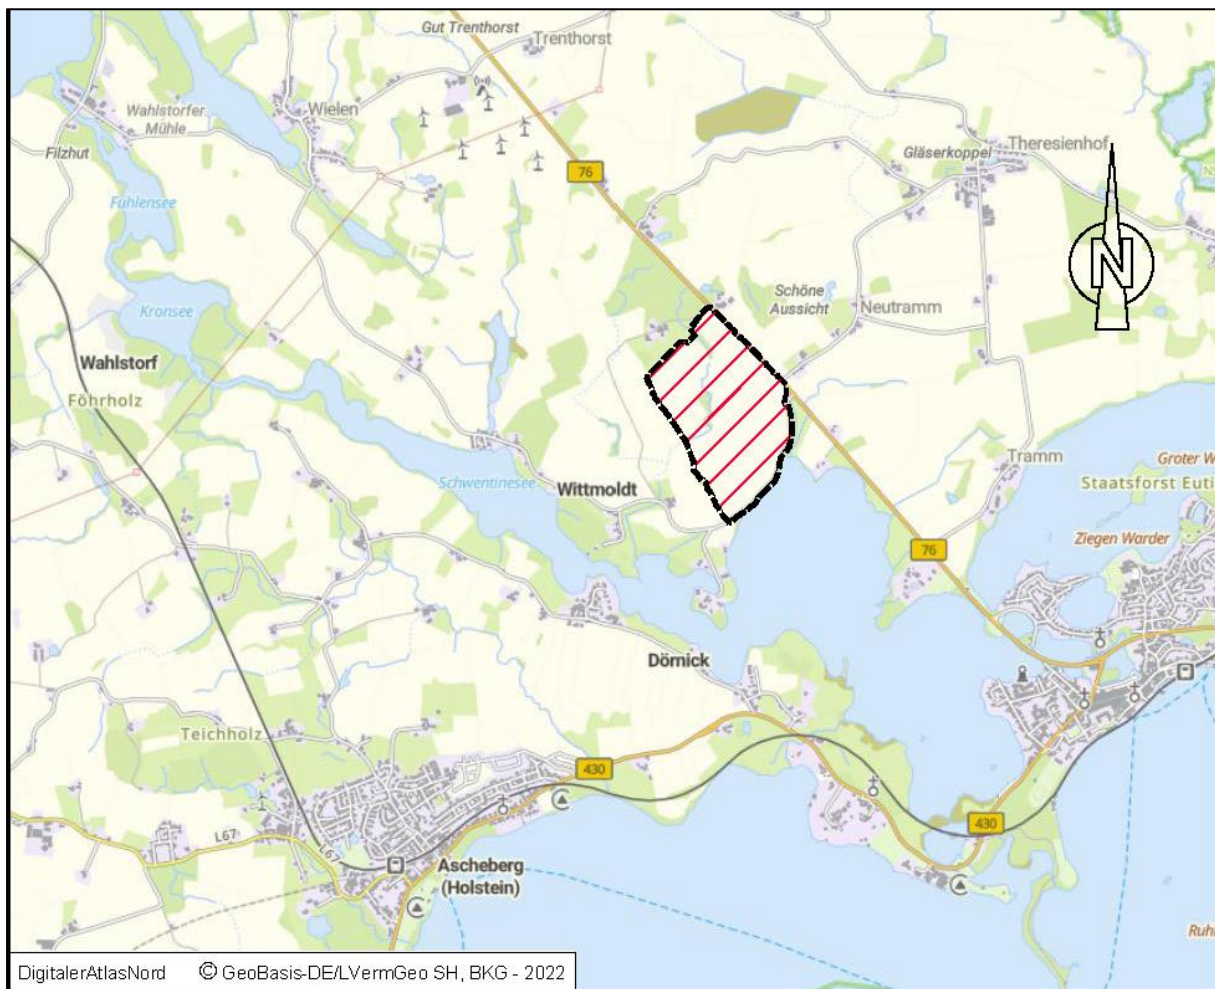 Gut Trenthorst
Trenthorst
Wahlstorfer
Mühle
Wielen
Filzhut
76
Gläserkoppel
Theresienhof
Fuhlensee
N
Kronsee
Schöne
Aussicht
Neutramm
Wahlstorf
Föhrholz
Schwentinesee
Wittmoldt
Tramm
Groter W
Staatsforst Euti
Ziegen Warder
76
Dörnick
Teichholz
430
430
L67
L67
Ascheberg
(Holstein)
Ruh
DigitalerAtlasNord © GeoBasis-DE/LVermGeo SH, BKG - 2022